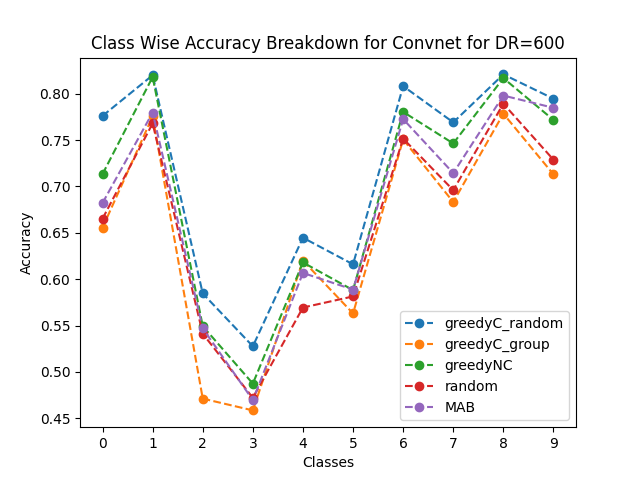 Class Wise Accuracy Breakdown for Convnet for DR=600
Accuracy
0.80
0.75
0.70
0.65
0.60
0.55
0.50
0.45
greedyC_random
greedyC_group
greedyNC
random
MAB
0 1 2 3 4 5 6 7 8 9
Classes